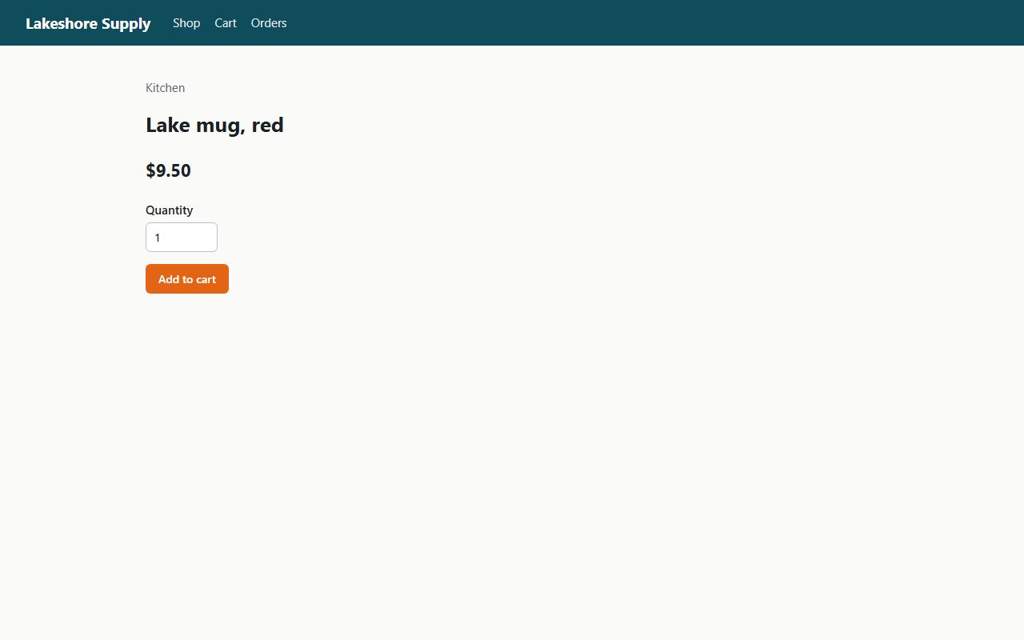 Lakeshore Supply Shop Cart Orders
Kitchen
Lake mug, red
$9.50
Quantity
1
Add to cart